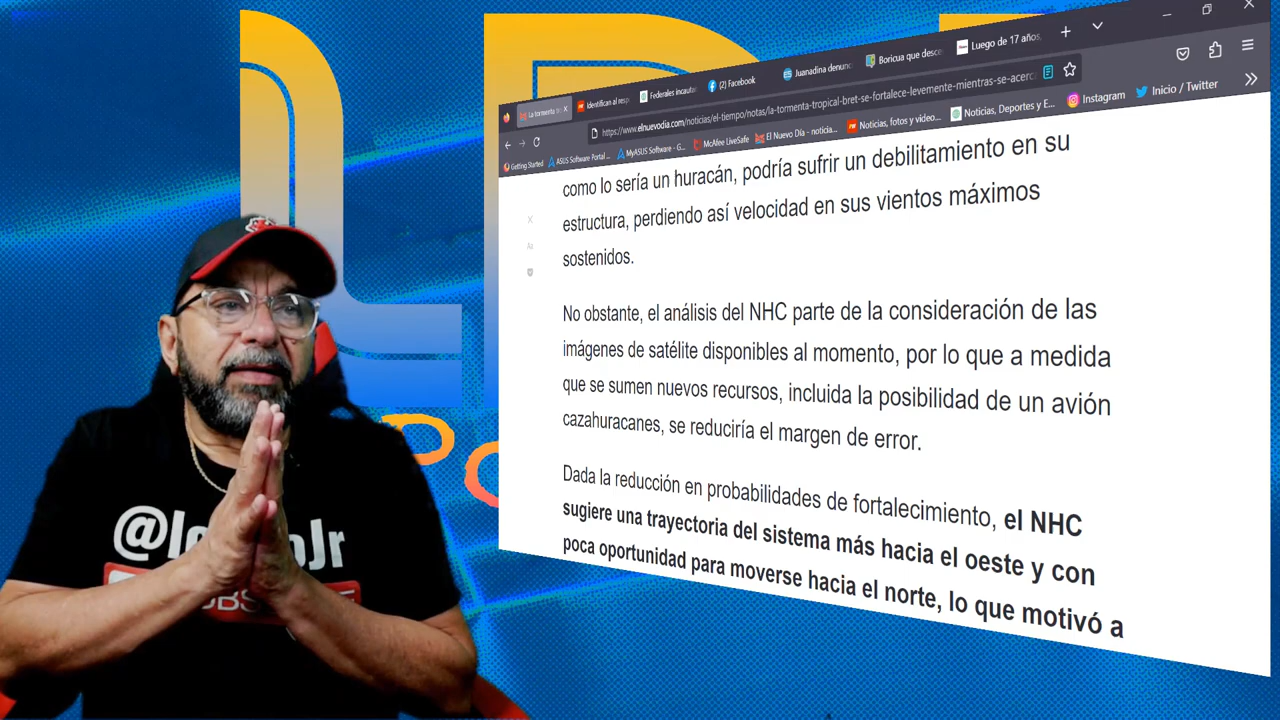 La tormenta
Identifican al resp
Federales incautar
(2) Facebook
Juanadina denunc
Boricua que desce
Luego de 17 años,
https://www.elnuevodia.com/noticias/el-tiempo/notas/la-tormenta-tropical-bret-se-fortalece-levemente-mientras-se-acerc
Getting Started
ASUS Software Portal
MyASUS Software - G...
McAfee LiveSafe
El Nuevo Día - noticia...
Noticias, fotos y video...
Noticias, Deportes y E...
Instagram
Inicio / Twitter
como lo sería un huracán, podría sufrir un debilitamiento en su
estructura, perdiendo así velocidad en sus vientos máximos
sostenidos.
No obstante, el análisis del NHC parte de la consideración de las
imágenes de satélite disponibles al momento, por lo que a medida
que se sumen nuevos recursos, incluida la posibilidad de un avión
cazahuracanes, se reduciría el margen de error.
Dada la reducción en probabilidades de fortalecimiento, el NHC
sugiere una trayectoria del sistema más hacia el oeste y con
poca oportunidad para moverse hacia el norte, lo que motivó a